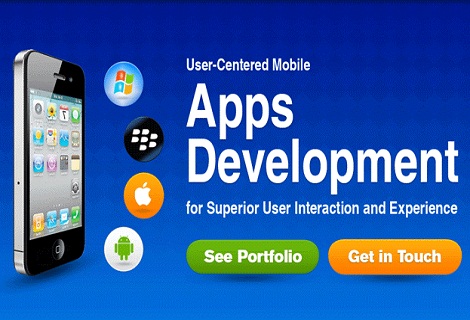 User-Centered Mobile
Apps
Development
for Superior User Interaction and Experience
See Portfolio
Get in Touch